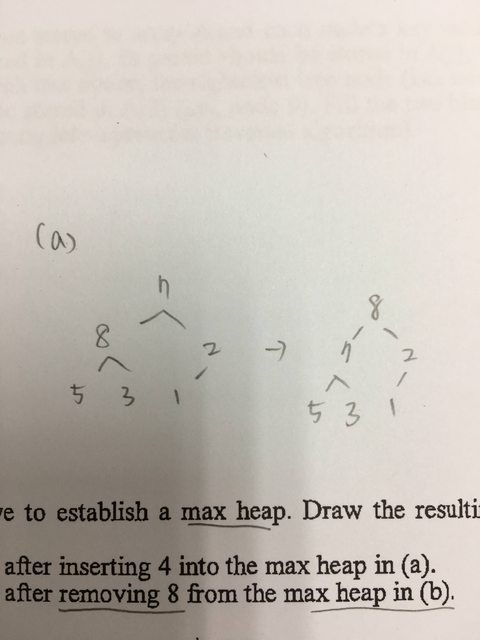 (a)
7
8 2
5 3 1
→
8
7 2
5 3 1
ve to establish a max heap. Draw the resulti
after inserting 4 into the max heap in (a).
after removing 8 from the max heap in (b).